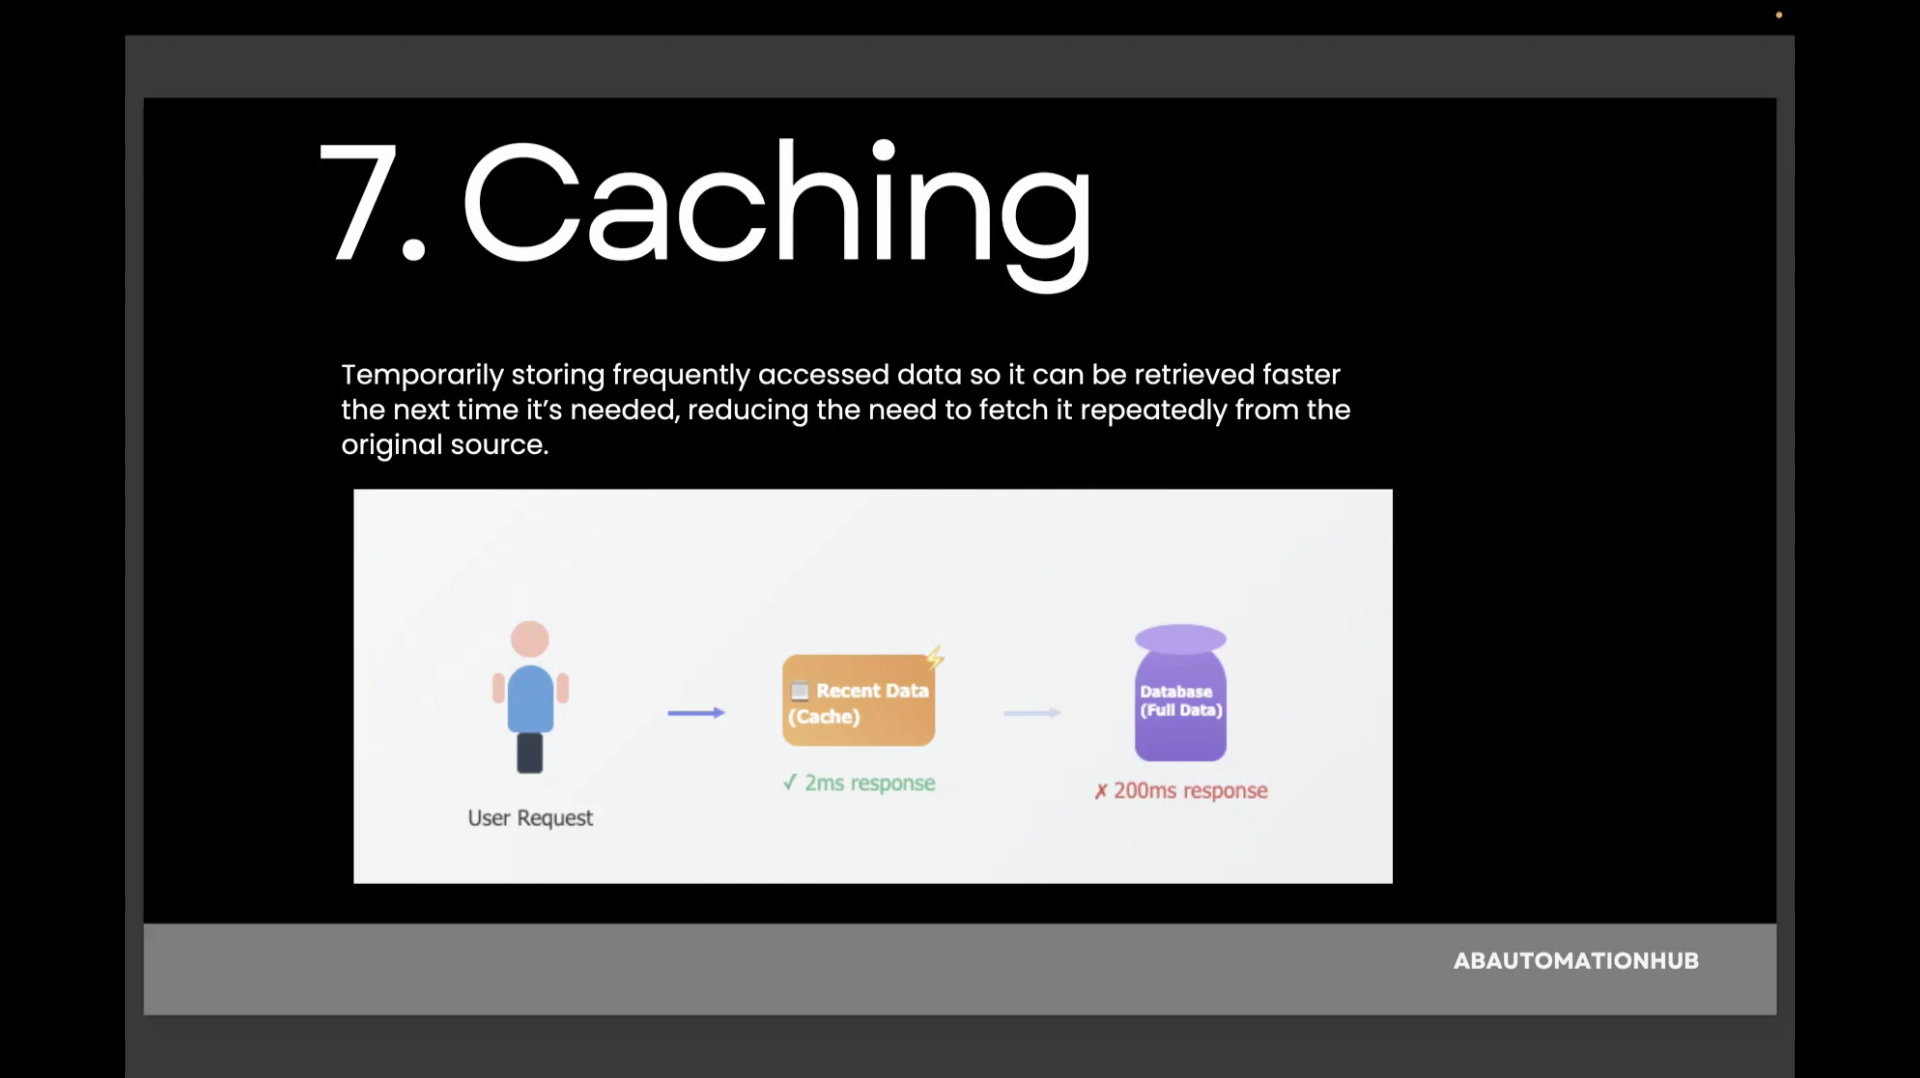 7. Caching
Temporarily storing frequently accessed data so it can be retrieved faster
the next time it’s needed, reducing the need to fetch it repeatedly from the
original source.
Recent Data
(Cache)
Database
(Full Data)
✓ 2ms response
✗ 200ms response
User Request
ABAUTOMATIONHUB